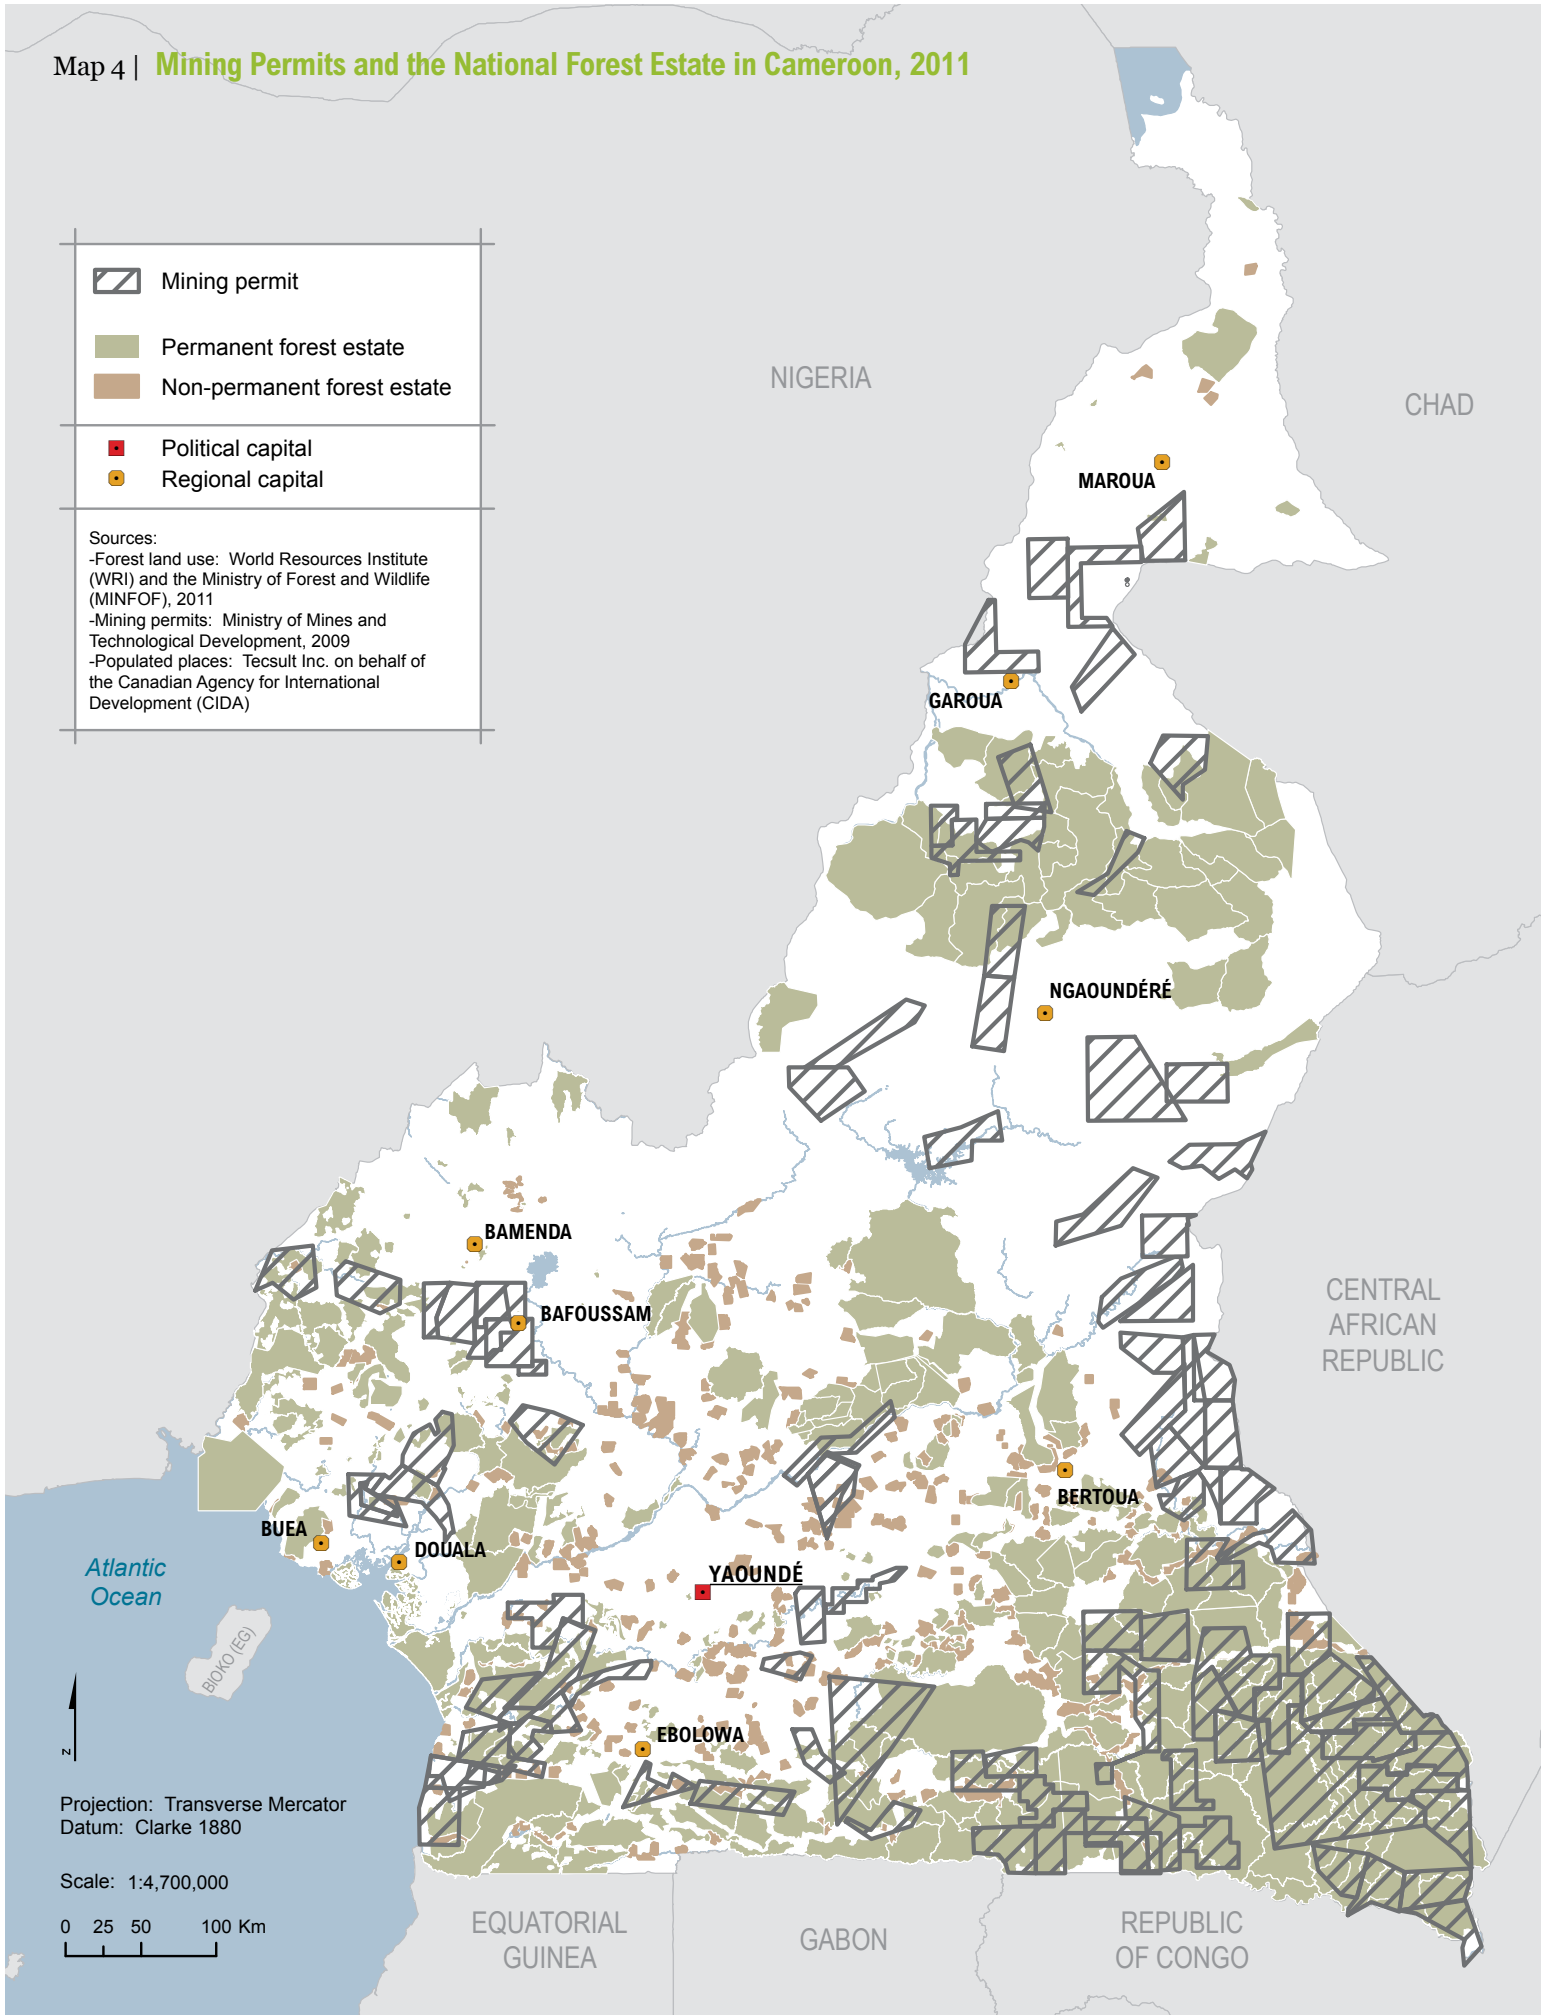 Map 4 | Mining Permits and the National Forest Estate in Cameroon, 2011
Mining permit
Permanent forest estate
Non-permanent forest estate
Political capital
Regional capital
Sources:
-Forest land use: World Resources Institute
(WRI) and the Ministry of Forest and Wildlife
(MINFOF), 2011
-Mining permits: Ministry of Mines and
Technological Development, 2009
-Populated places: Tecsult Inc. on behalf of
the Canadian Agency for International
Development (CIDA)
NIGERIA
CHAD
MAROUA
GAROUA
NGAOUNDÉRÉ
BAMENDA
BAFOUSSAM
CENTRAL
AFRICAN
REPUBLIC
BERTOUA
BUEA
DOUALA
YAOUNDÉ
Atlantic
Ocean
BIOKO (EG)
EBOLOWA
N
Projection: Transverse Mercator
Datum: Clarke 1880
Scale: 1:4,700,000
0 25 50 100 Km
EQUATORIAL
GUINEA
GABON
REPUBLIC
OF CONGO